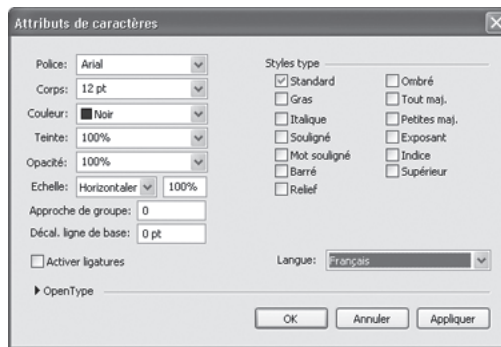 Attributs de caractères
Police: Arial
Corps: 12 pt
Couleur: Noir
Teinte: 100%
Opacité: 100%
Echelle: Horizontaler 100%
Approche de groupe: 0
Décal. ligne de base: 0 pt
Activer ligatures
OpenType
Styles type
Standard Ombré
Gras Tout maj.
Italique Petites maj.
Souligné Exposant
Mot souligné Indice
Barré Supérieur
Relief
Langue: Français
OK Annuler Appliquer